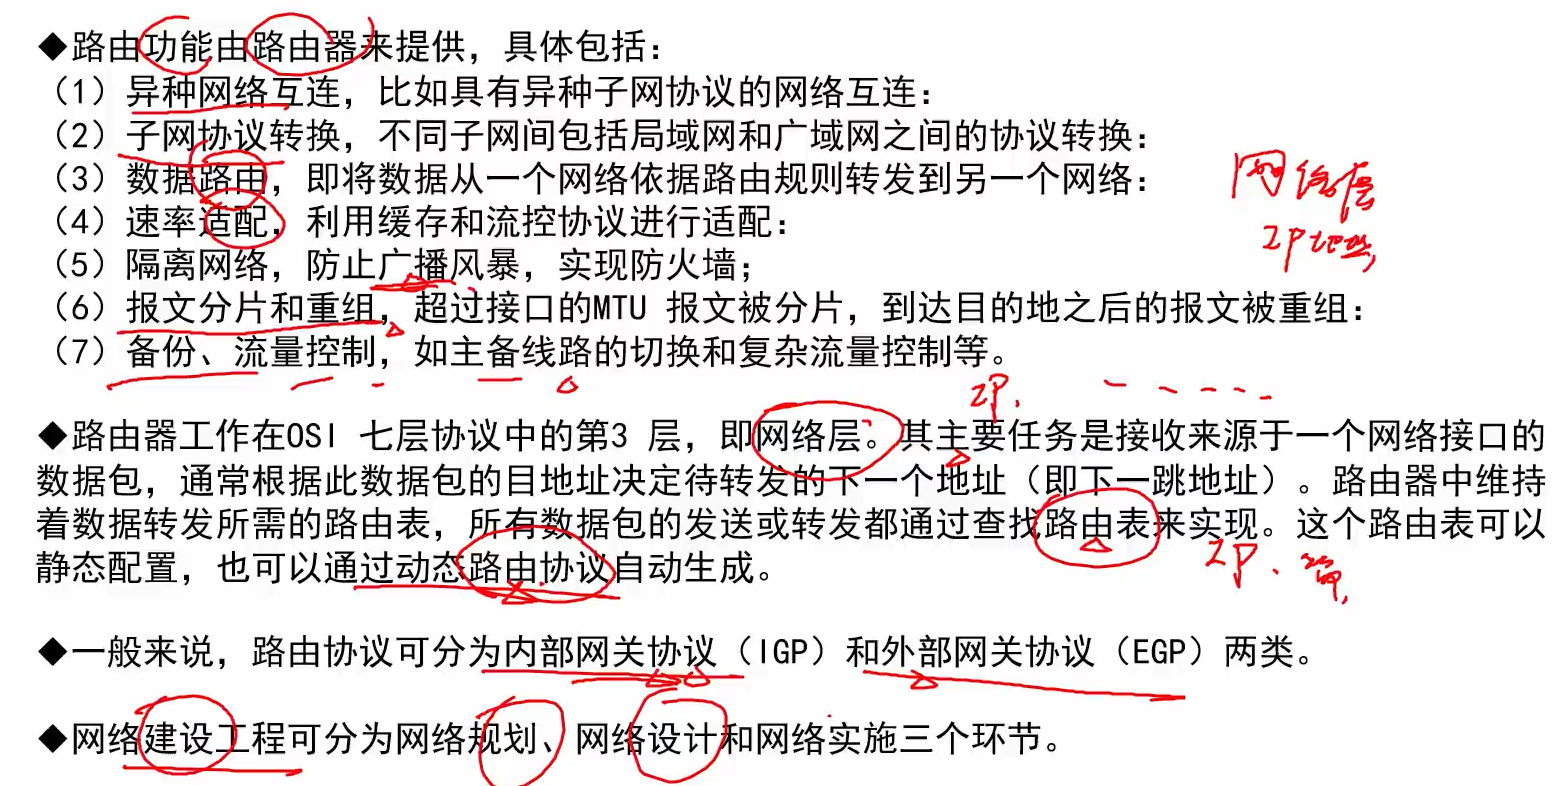 ◆路由功能由路由器来提供，具体包括：
（1）异种网络互连，比如具有异种子网协议的网络互连：
（2）子网协议转换，不同子网间包括局域网和广域网之间的协议转换：
（3）数据路由，即将数据从一个网络依据路由规则转发到另一个网络：
网络层
（4）速率适配，利用缓存和流控协议进行适配：
IP地址
（5）隔离网络，防止广播风暴，实现防火墙；
（6）报文分片和重组，超过接口的MTU 报文被分片，到达目的地之后的报文被重组：
（7）备份、流量控制，如主备线路的切换和复杂流量控制等。
IP.
◆路由器工作在OSI 七层协议中的第3 层，即网络层。其主要任务是接收来源于一个网络接口的
数据包，通常根据此数据包的目地址决定待转发的下一个地址（即下一跳地址）。路由器中维持
着数据转发所需的路由表，所有数据包的发送或转发都通过查找路由表来实现。这个路由表可以
静态配置，也可以通过动态路由协议自动生成。
IP.
◆一般来说，路由协议可分为内部网关协议（IGP）和外部网关协议（EGP）两类。
◆网络建设工程可分为网络规划、网络设计和网络实施三个环节。